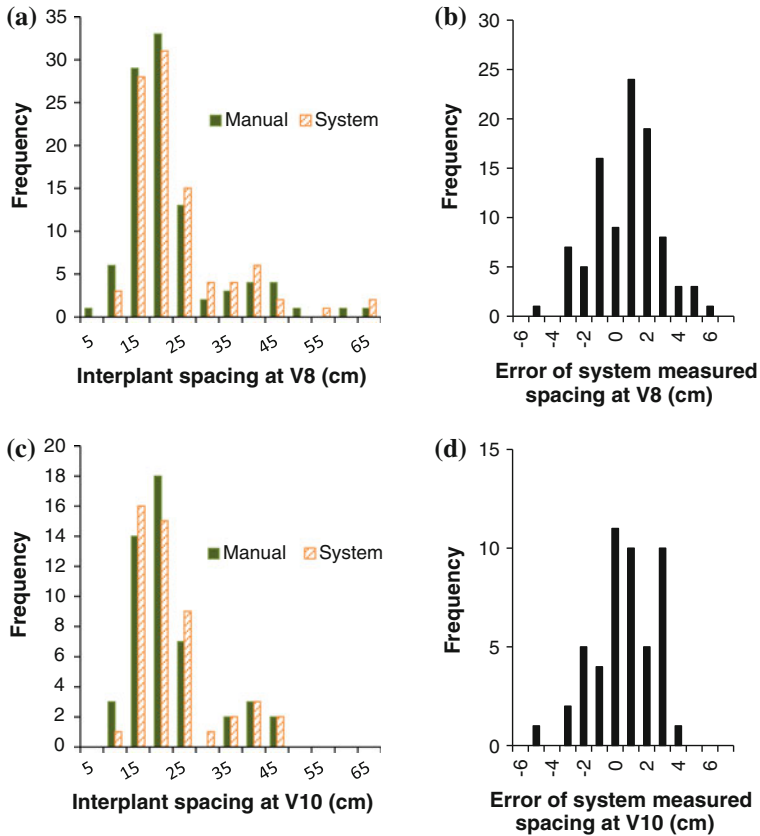 (a)
35
30
25
20
15
10
5
0
Frequency
Manual System
5 15 25 35 45 55 65
Interplant spacing at V8 (cm)
(b)
30
25
20
15
10
5
0
Frequency
-6 -4 -2 0 2 4 6
Error of system measured
spacing at V8 (cm)
(c)
20
18
16
14
12
10
8
6
4
2
0
Frequency
Manual System
5 15 25 35 45 55 65
Interplant spacing at V10 (cm)
(d)
15
10
5
0
Frequency
-6 -4 -2 0 2 4 6
Error of system measured
spacing at V10 (cm)